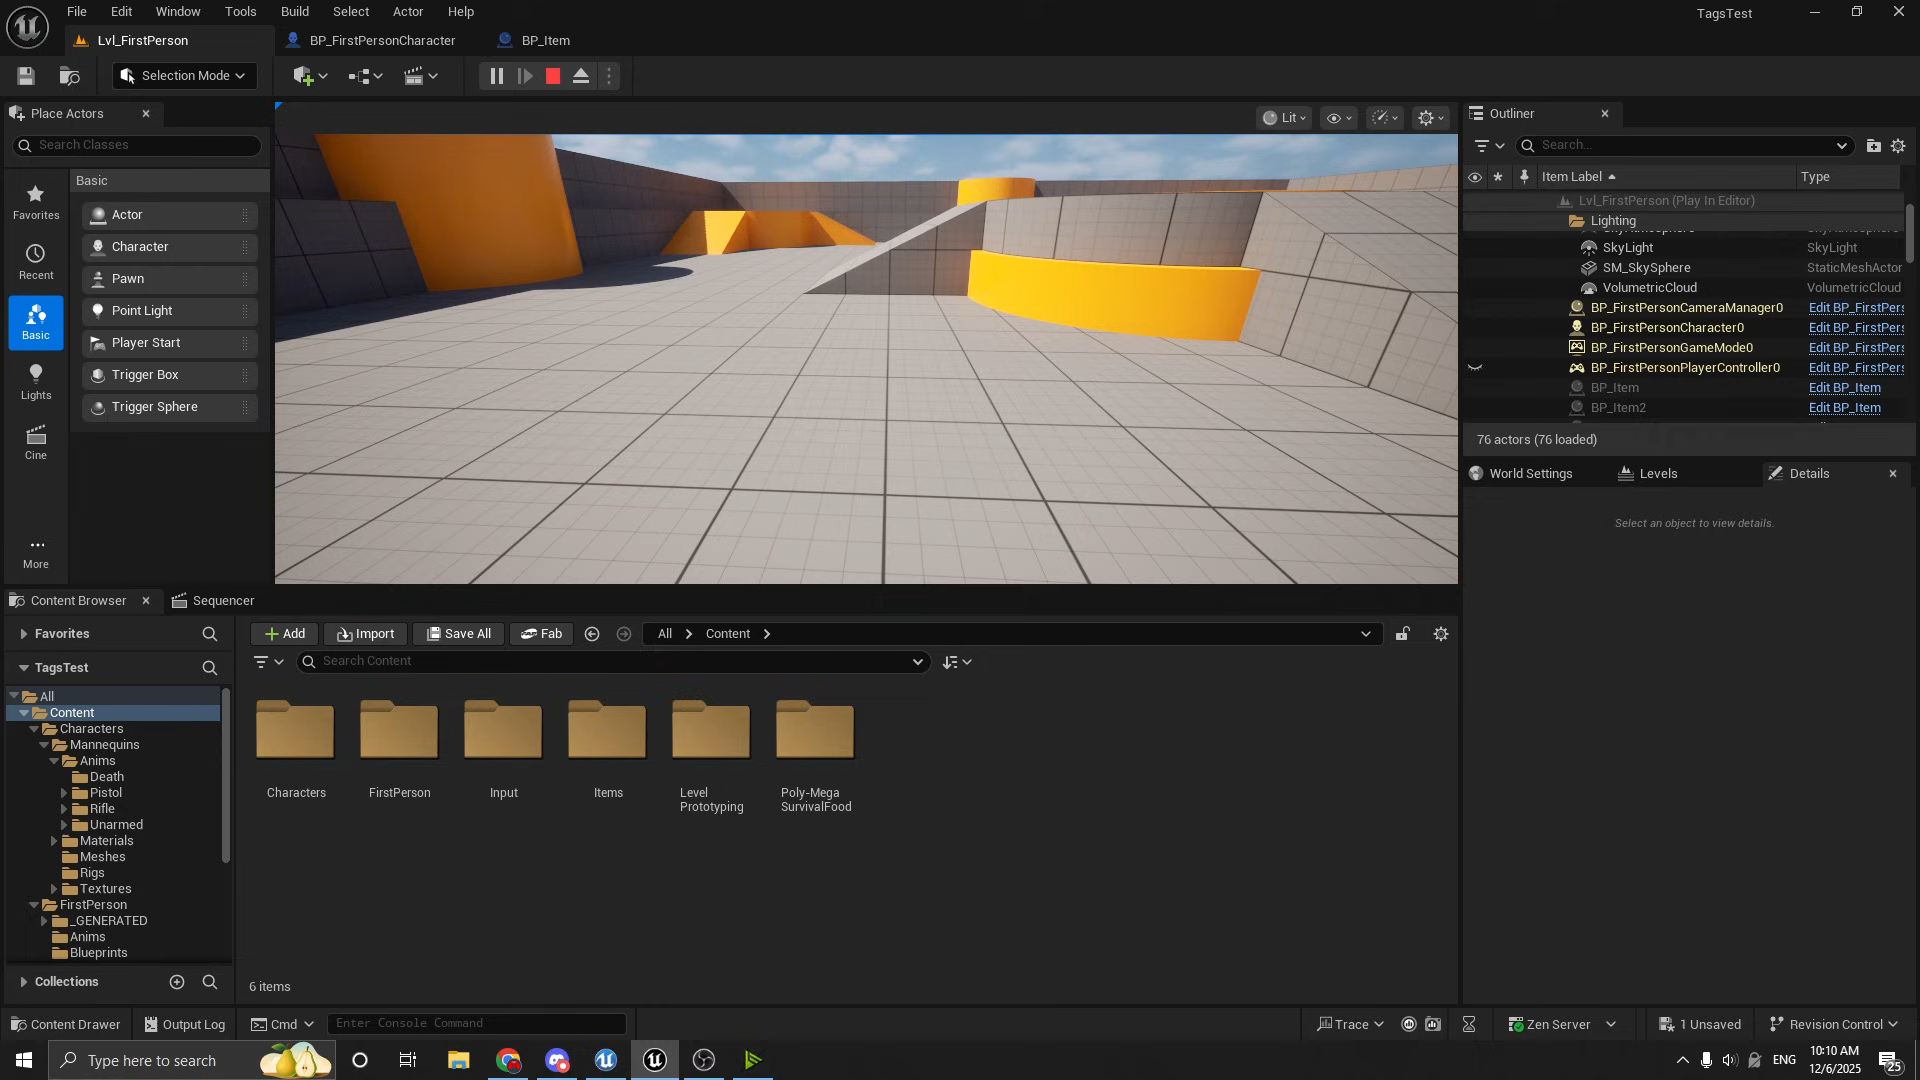 File Edit Window Tools Build Select Actor Help
TagsTest
Lvl_FirstPerson
BP_FirstPersonCharacter
BP_Item
Selection Mode
Place Actors
Search Classes
Favorites
Recent
Basic
Lights
Cine
More
Basic
Actor
Character
Pawn
Point Light
Player Start
Trigger Box
Trigger Sphere
Lit
Outliner
Search...
Item Label
Type
Lvl_FirstPerson (Play In Editor)
Lighting
SkyLight SkyLight
SM_SkySphere StaticMeshActor
VolumetricCloud VolumetricCloud
BP_FirstPersonCameraManager0 Edit BP_FirstPers
BP_FirstPersonCharacter0 Edit BP_FirstPers
BP_FirstPersonGameMode0 Edit BP_FirstPers
BP_FirstPersonPlayerController0 Edit BP_FirstPers
BP_Item Edit BP_Item
BP_Item2 Edit BP_Item
76 actors (76 loaded)
World Settings
Levels
Details
Select an object to view details.
Content Browser
Sequencer
Favorites
TagsTest
All
Content
Characters
Mannequins
Anims
Death
Pistol
Rifle
Unarmed
Materials
Meshes
Rigs
Textures
FirstPerson
_GENERATED
Anims
Blueprints
Collections
Add
Import
Save All
Fab
All
Content
Search Content
Characters
FirstPerson
Input
Items
Level
Prototyping
Poly-Mega
SurvivalFood
6 items
Content Drawer
Output Log
Cmd
Enter Console Command
Trace
Zen Server
1 Unsaved
Revision Control
Type here to search
ENG
10:10 AM
12/6/2025
25